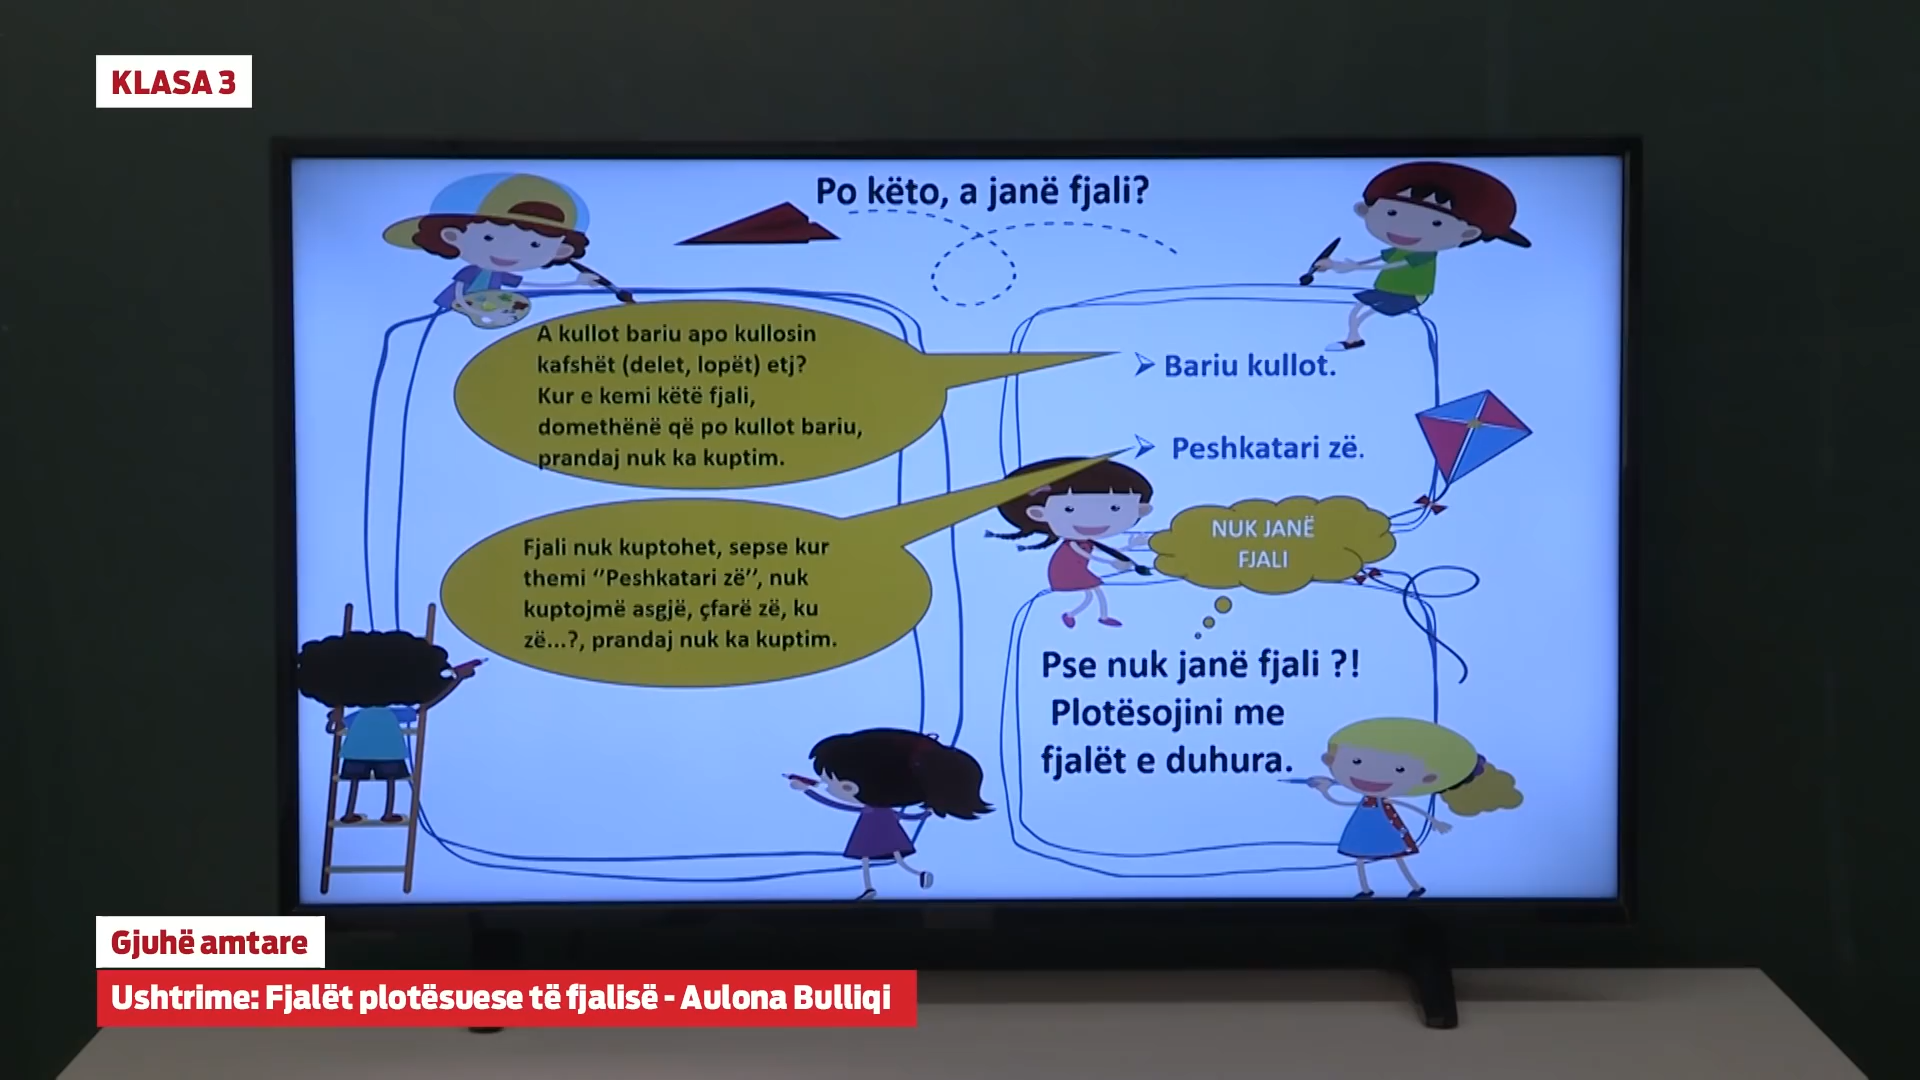 KLASA 3
Po këto, a janë fjali?
A kullot bariu apo kullosin
kafshët (delet, lopët) etj?
Kur e kemi këtë fjali,
domethënë që po kullot bariu,
prandaj nuk ka kuptim.
Fjali nuk kuptohet, sepse kur
themi ‘’Peshkatari zë’’, nuk
kuptojmë asgjë, çfarë zë, ku
zë...?, prandaj nuk ka kuptim.
Bariu kullot.
Peshkatari zë.
NUK JANË
FJALI
Pse nuk janë fjali ?!
Plotësojini me
fjalët e duhura.
Gjuhë amtare
Ushtrime: Fjalët plotësuese të fjalisë - Aulona Bulliqi